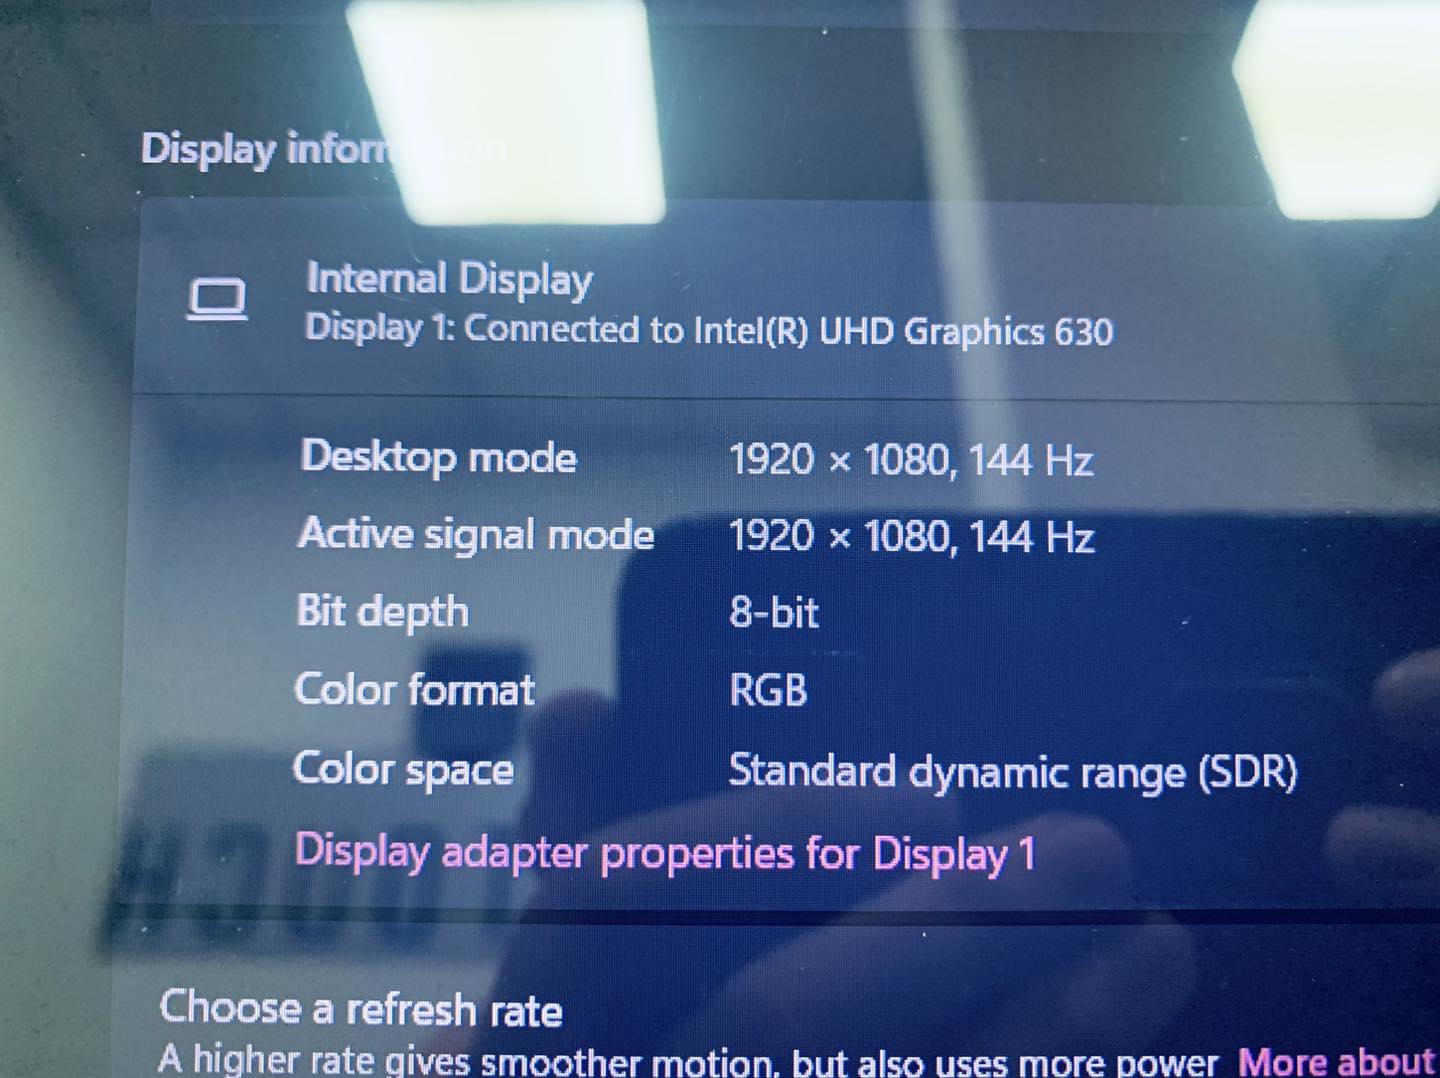 Display information
Internal Display
Display 1: Connected to Intel(R) UHD Graphics 630
Desktop mode 1920 × 1080, 144 Hz
Active signal mode 1920 × 1080, 144 Hz
Bit depth 8-bit
Color format RGB
Color space Standard dynamic range (SDR)
Display adapter properties for Display 1
Choose a refresh rate
A higher rate gives smoother motion, but also uses more power More about